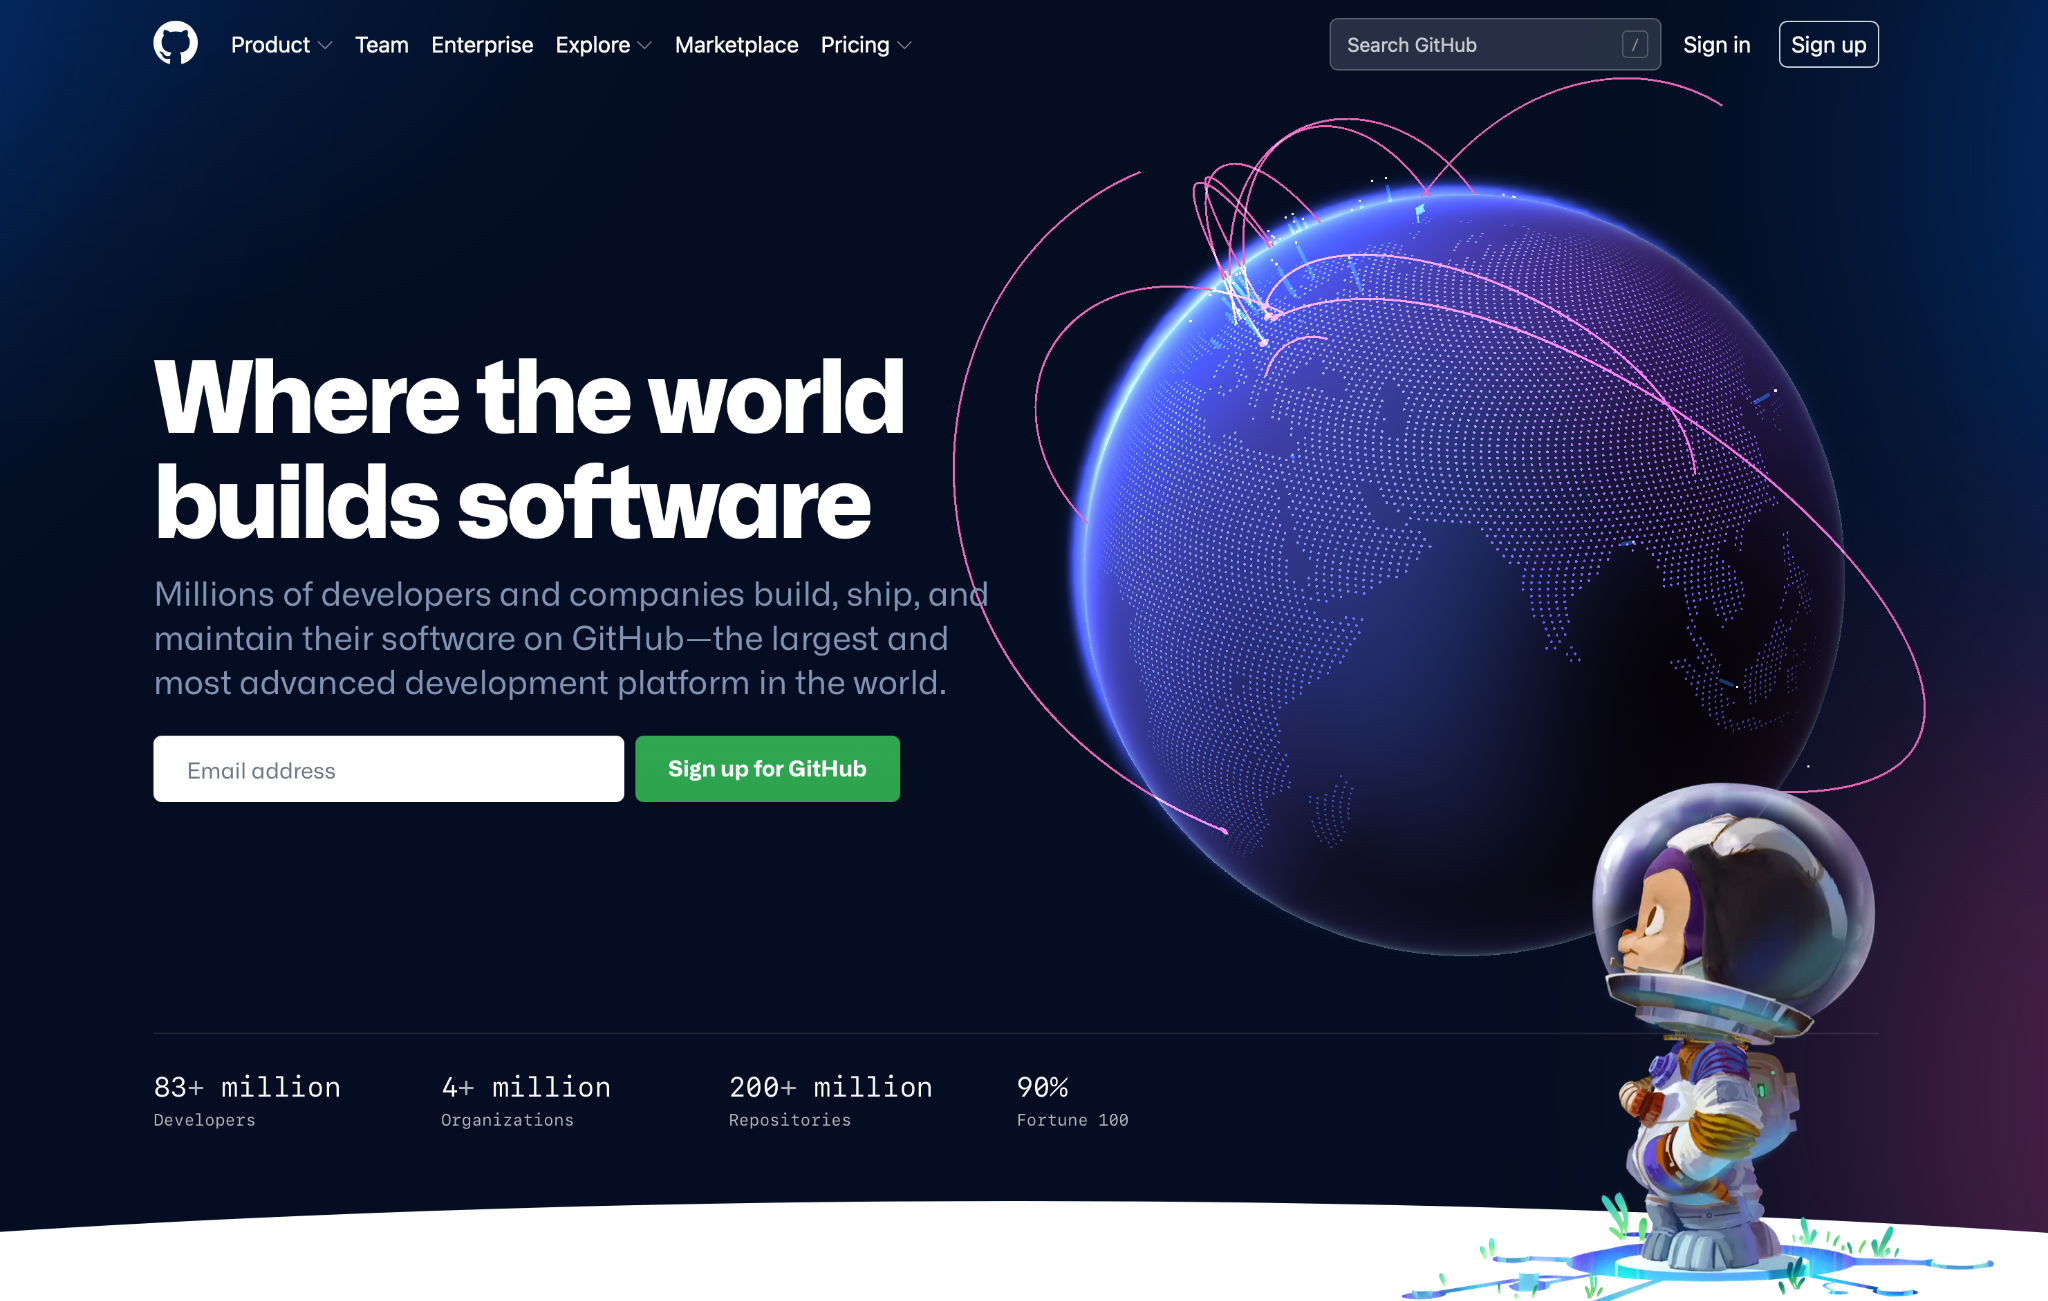 Product Team Enterprise Explore Marketplace Pricing Search GitHub / Sign in Sign up
Where the world
builds software
Millions of developers and companies build, ship, and
maintain their software on GitHub—the largest and
most advanced development platform in the world.
Email address Sign up for GitHub
83+ million 4+ million 200+ million 90%
Developers Organizations Repositories Fortune 100